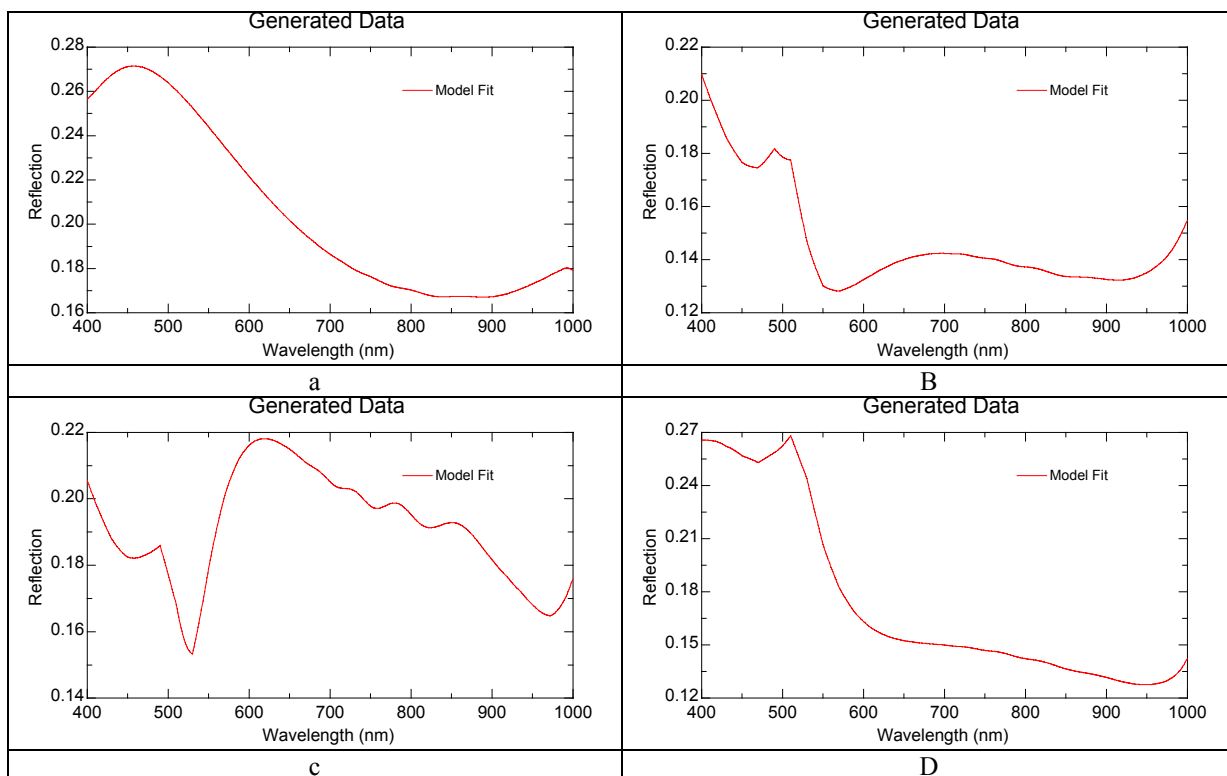 Generated Data
0.28
0.26
0.24
0.22
0.20
0.18
0.16
Reflection
Model Fit
400 500 600 700 800 900 1000
Wavelength (nm)
a
Generated Data
0.22
0.20
0.18
0.16
0.14
0.12
Reflection
Model Fit
400 500 600 700 800 900 1000
Wavelength (nm)
B
Generated Data
0.22
0.20
0.18
0.16
0.14
Reflection
Model Fit
400 500 600 700 800 900 1000
Wavelength (nm)
c
Generated Data
0.27
0.24
0.21
0.18
0.15
0.12
Reflection
Model Fit
400 500 600 700 800 900 1000
Wavelength (nm)
D